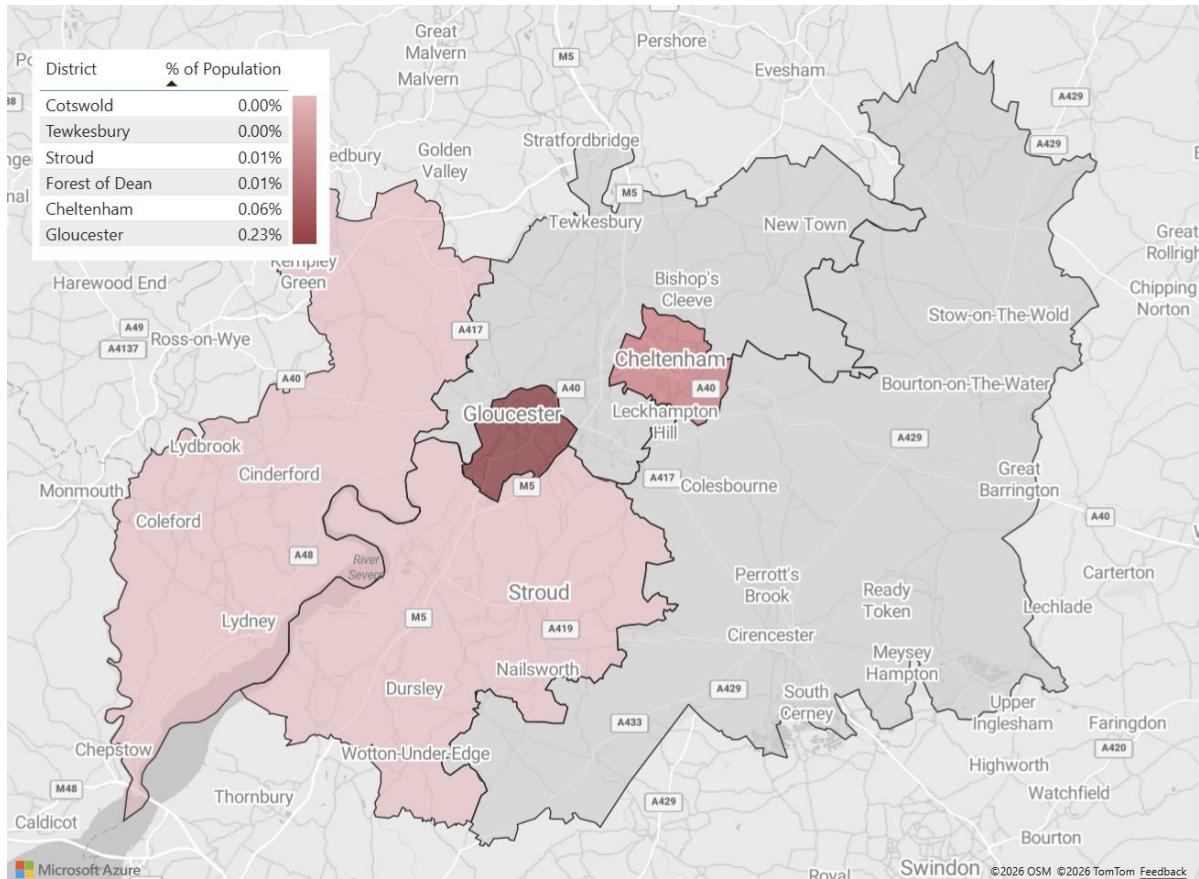 District % of Population
Cotswold 0.00%
Tewkesbury 0.00%
Stroud 0.01%
Forest of Dean 0.01%
Cheltenham 0.06%
Gloucester 0.23%
Great
Malvern
Malvern
M5
Pershore
Evesham
A429
A429
Stratfordbridge
Golden
Valley
M5
Tewkesbury
New Town
Kempley
Green
Harewood End
Bishop's
Cleeve
Great
Chipping
Norton
Stow-on-The-Wold
A49
A4137
Ross-on-Wye
A417
Cheltenham
A40
A40
A40
Bourton-on-The-Water
Gloucester
Leckhampton
Hill
A429
Lydbrook
Cinderford
Monmouth
M5
A417
Colesbourne
Great
Barrington
Coleford
A40
A48
River
Severn
Perrott's
Brook
Ready
Token
Carterton
Stroud
Lechlade
Lydney
M5
A419
Cirencester
Meysey
Hampton
Nailsworth
Dursley
A429
South
Cerney
Upper
Inglesham
Faringdon
A433
Chepstow
Wotton-Under-Edge
A420
Highworth
M48
Thornbury
A429
Watchfield
Caldicot
Bourton
Swindon
Royal
Microsoft Azure
©2026 OSM ©2026 TomTom Feedback